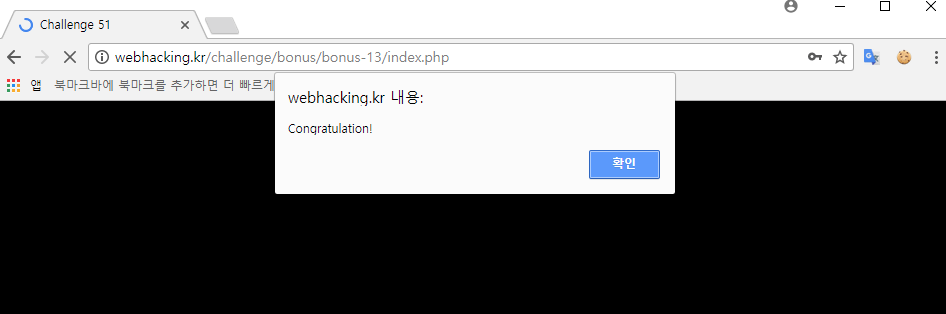 Challenge 51
webhacking.kr/challenge/bonus/bonus-13/index.php
앱 북마크바에 북마크를 추가하면 더 빠르게
webhacking.kr 내용:
Congratulation!
확인